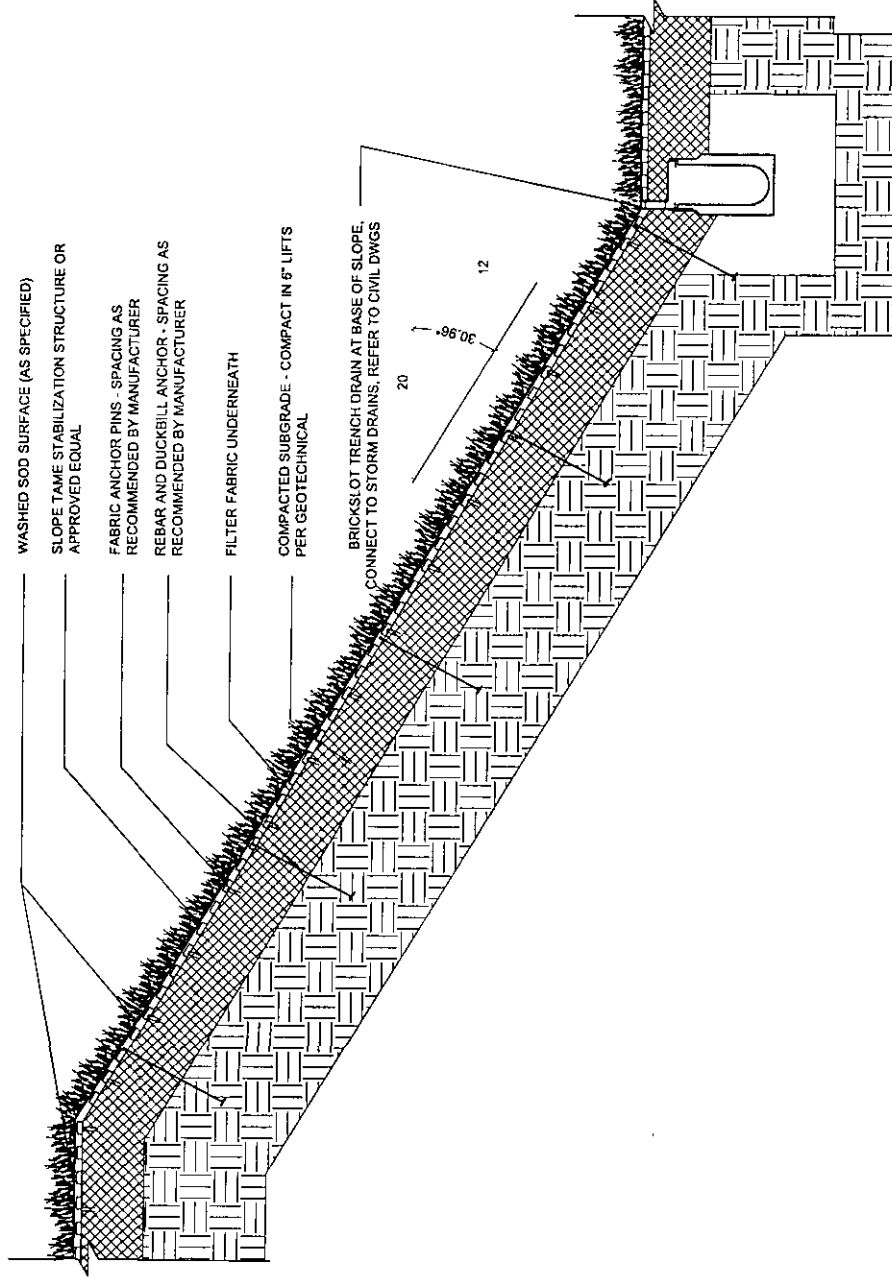 WASHED SOD SURFACE (AS SPECIFIED)
SLOPE TAME STABILIZATION STRUCTURE OR
APPROVED EQUAL
FABRIC ANCHOR PINS - SPACING AS
RECOMMENDED BY MANUFACTURER
REBAR AND DUCKBILL ANCHOR - SPACING AS
RECOMMENDED BY MANUFACTURER
FILTER FABRIC UNDERNEATH
COMPACTED SUBGRADE - COMPACT IN 6" LIFTS
PER GEOTECHNICAL
BRICKSLOT TRENCH DRAIN AT BASE OF SLOPE,
CONNECT TO STORM DRAINS, REFER TO CIVIL DWGS
20
12
30.96°